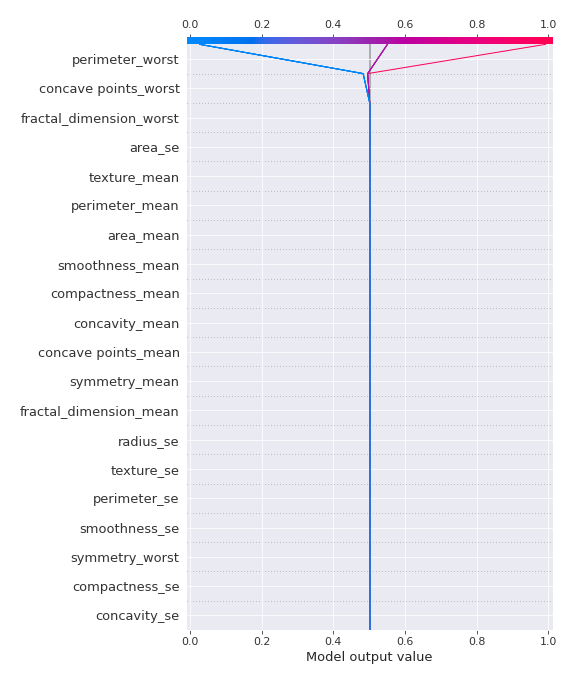 0.0 0.2 0.4 0.6 0.8 1.0
perimeter_worst
concave points_worst
fractal_dimension_worst
area_se
texture_mean
perimeter_mean
area_mean
smoothness_mean
compactness_mean
concavity_mean
concave points_mean
symmetry_mean
fractal_dimension_mean
radius_se
texture_se
perimeter_se
smoothness_se
symmetry_worst
compactness_se
concavity_se
0.0 0.2 0.4 0.6 0.8 1.0
Model output value